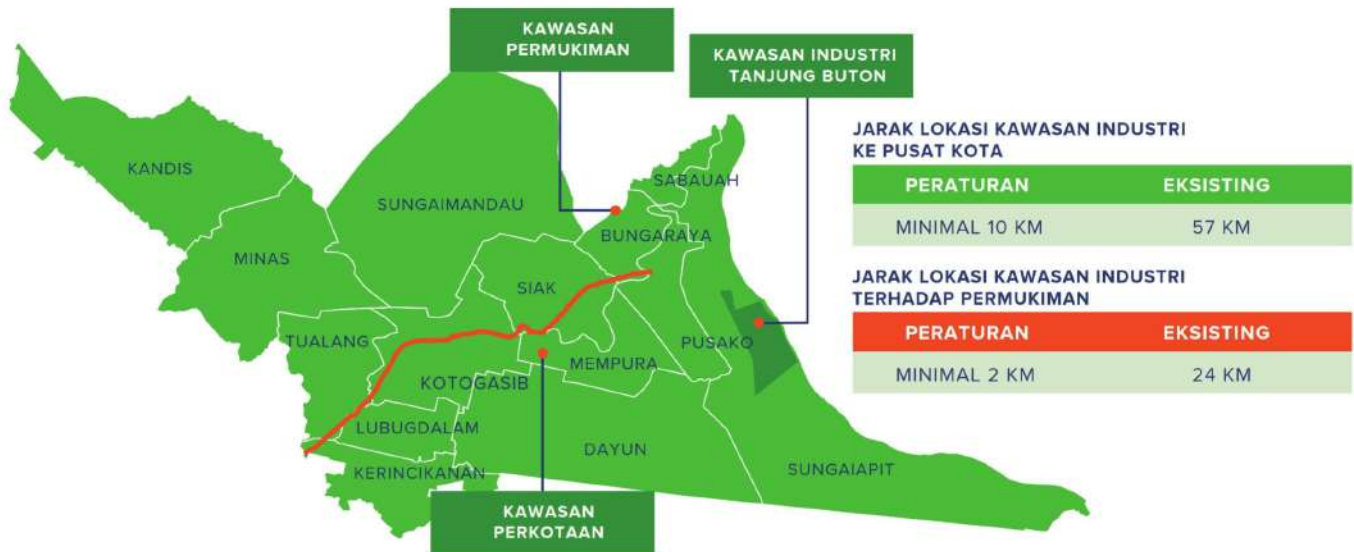 KAWASAN
PERMUKIMAN
KAWASAN INDUSTRI
TANJUNG BUTON
KANDIS
MINAS
SUNGAIMANDAU
SABAUAH
BUNGARAYA
SIAK
TUALANG
PUSAKO
MEMPURA
KOTOGASIB
LUBUGDALAM
DAYUN
KERINCIKANAN
SUNGAIAPIT
KAWASAN
PERKOTAAN
JARAK LOKASI KAWASAN INDUSTRI
KE PUSAT KOTA
PERATURAN EKSISTING
MINIMAL 10 KM 57 KM
JARAK LOKASI KAWASAN INDUSTRI
TERHADAP PERMUKIMAN
PERATURAN EKSISTING
MINIMAL 2 KM 24 KM